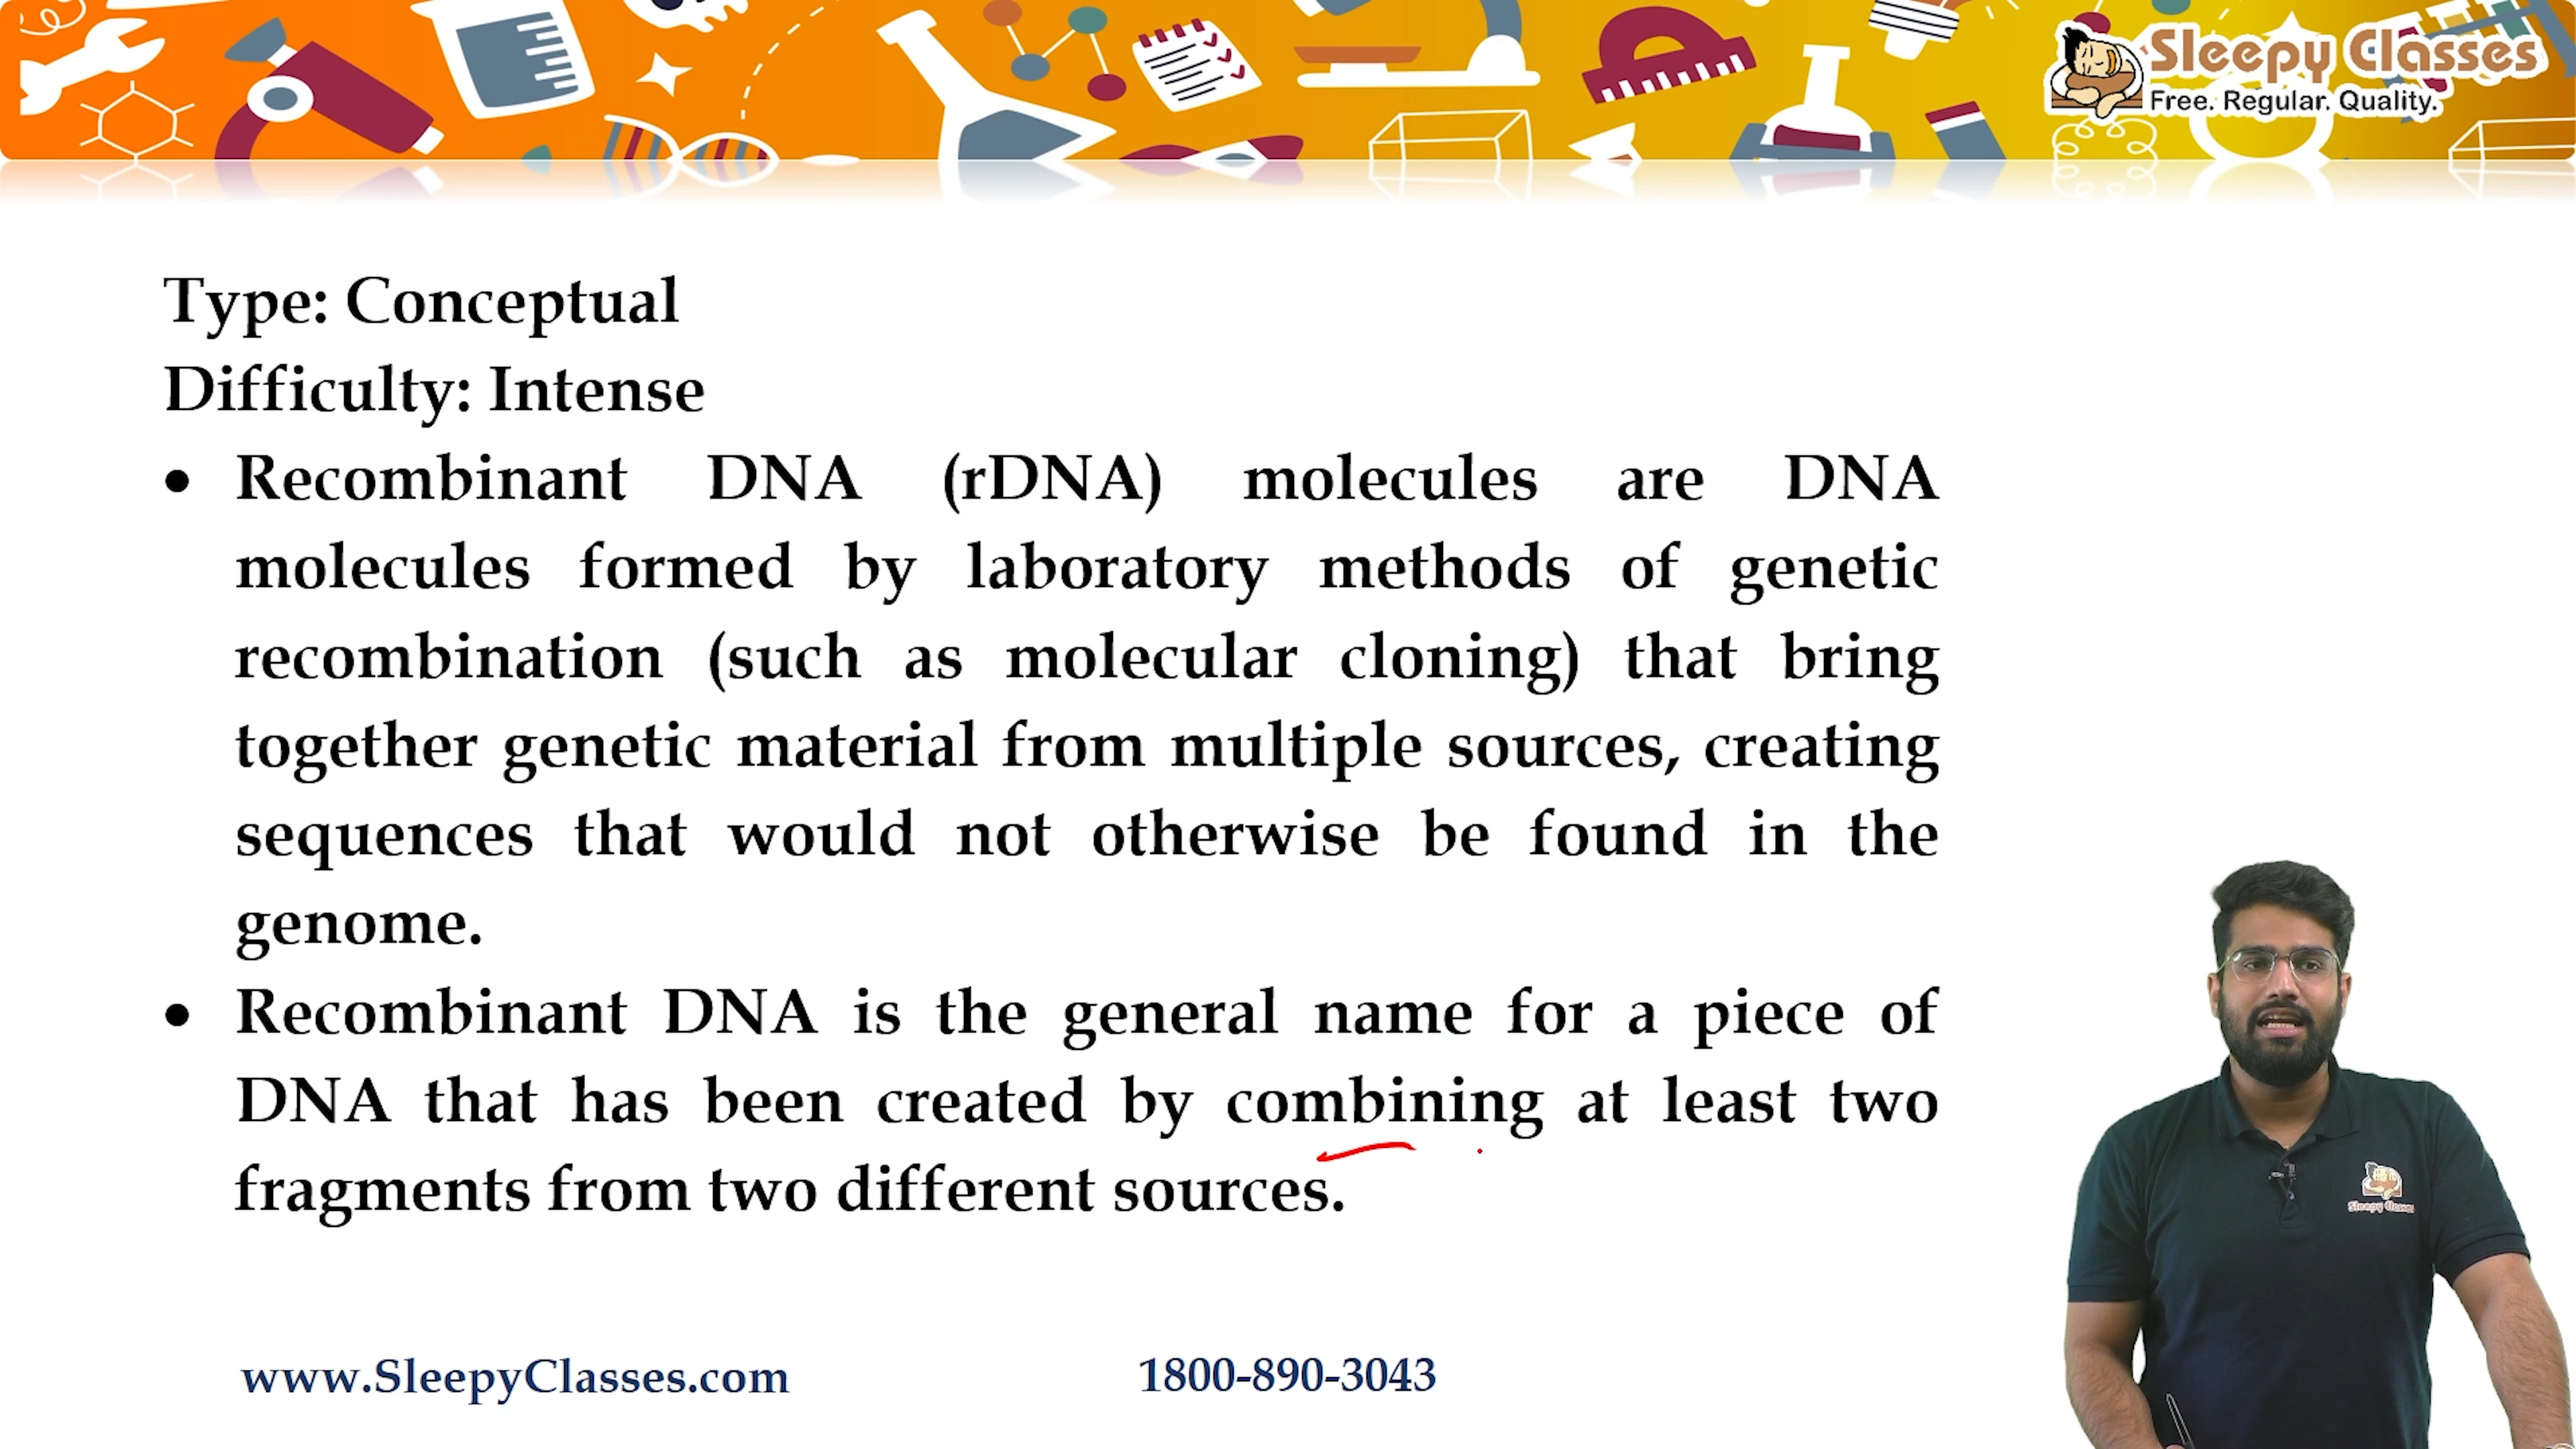 Sleepy Classes
Free. Regular. Quality.
Type: Conceptual
Difficulty: Intense
• Recombinant DNA (rDNA) molecules are DNA
molecules formed by laboratory methods of genetic
recombination (such as molecular cloning) that bring
together genetic material from multiple sources, creating
sequences that would not otherwise be found in the
genome.
• Recombinant DNA is the general name for a piece of
DNA that has been created by combining at least two
fragments from two different sources.
Sleepy Classes
www.SleepyClasses.com
1800-890-3043